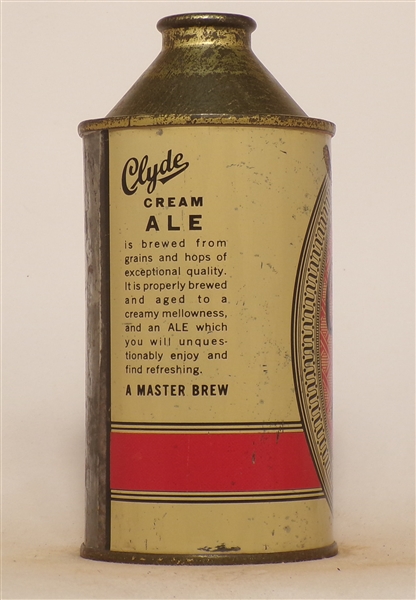 Clyde
CREAM
ALE
is brewed from
grains and hops of
exceptional quality.
It is properly brewed
and aged to a
creamy mellowness,
and an ALE which
you will unques-
tionably enjoy and
find refreshing.
A MASTER BREW